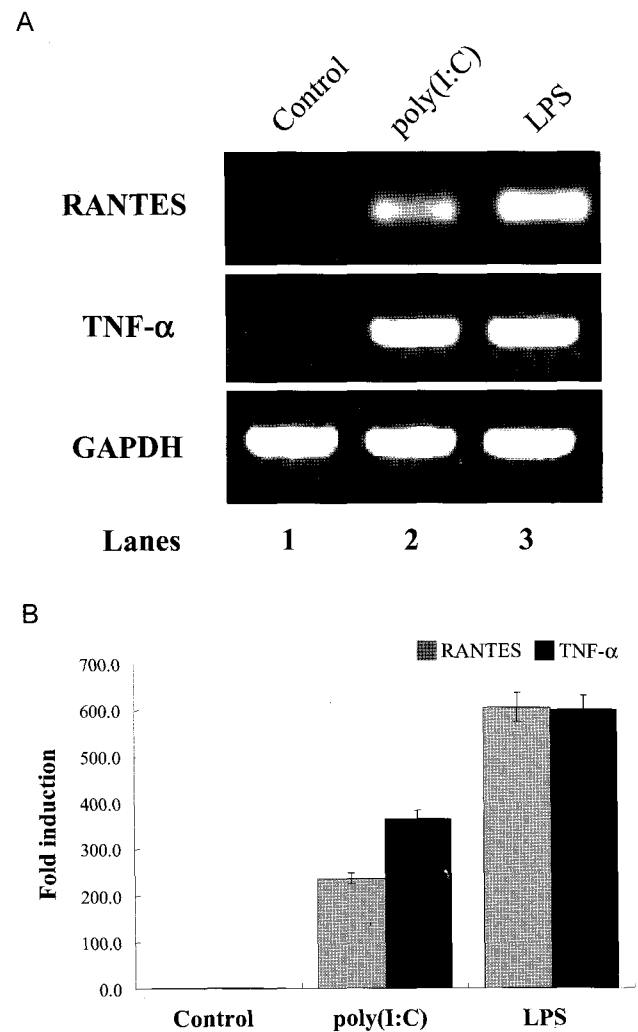 A
Control poly(I:C) LPS
RANTES
TNF-α
GAPDH
Lanes 1 2 3
B
RANTES TNF-α
700.0
600.0
500.0
400.0
300.0
200.0
100.0
0.0
Fold induction
Control poly(I:C) LPS